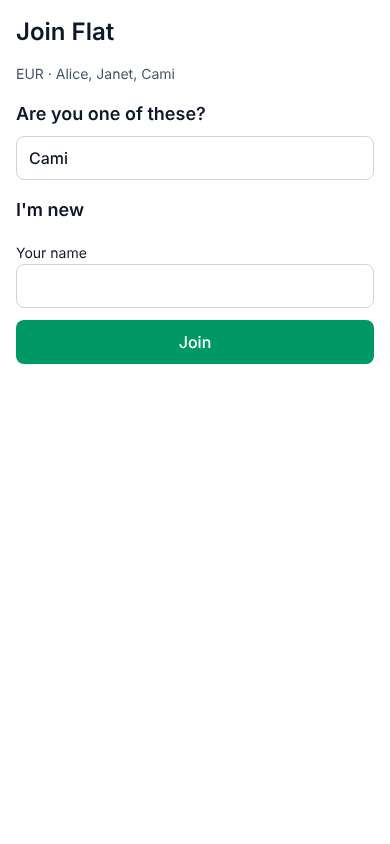 Join Flat
EUR · Alice, Janet, Cami
Are you one of these?
Cami
I'm new
Your name
Join